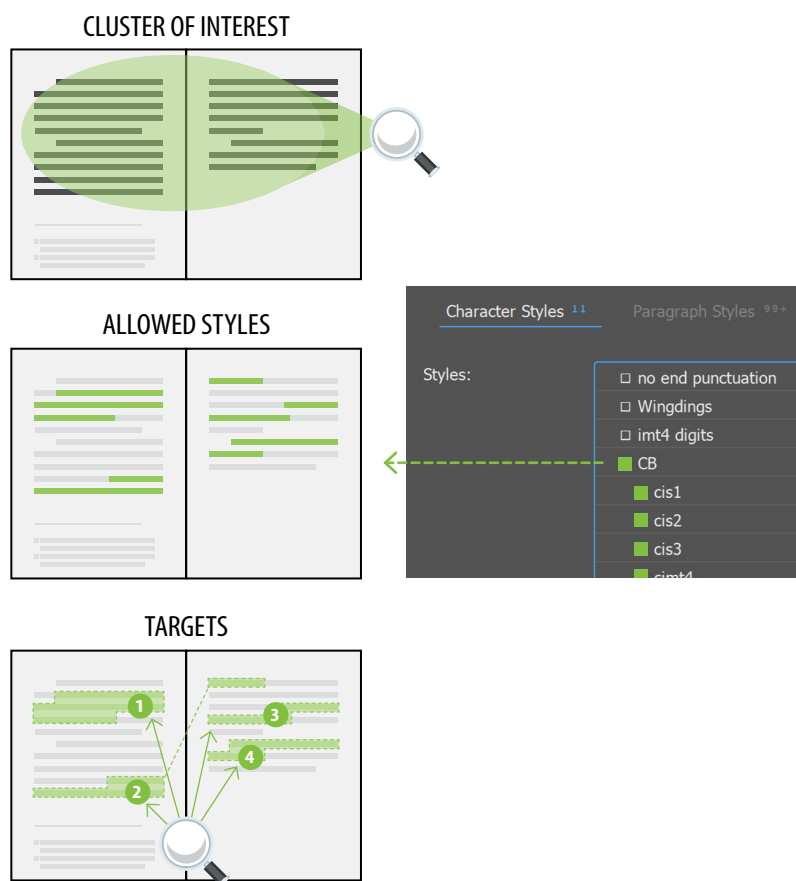 CLUSTER OF INTEREST
ALLOWED STYLES
Character Styles 11 Paragraph Styles 99+
Styles:
no end punctuation
Wingdings
imt4 digits
CB
cis1
cis2
cis3
cimt4
TARGETS
1
2
3
4